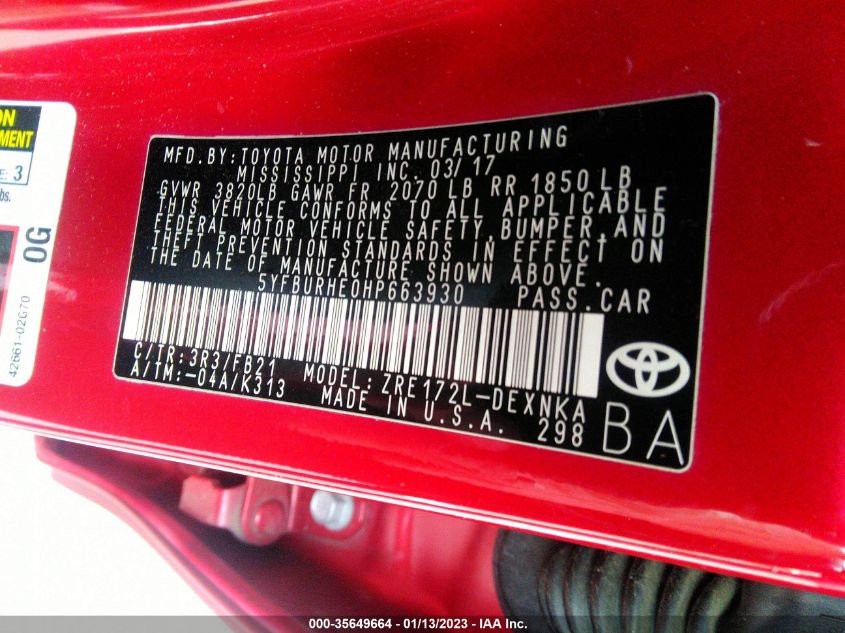 ON
MENT
E: 3
lbs.
0G
42661-02G70
MFD.BY:TOYOTA MOTOR MANUFACTURING
MISSISSIPPI INC. 03/17
GVWR 3820LB GAWR FR 2070 LB RR 1850 LB
THIS VEHICLE CONFORMS TO ALL APPLICABLE
FEDERAL MOTOR VEHICLE SAFETY, BUMPER, AND
THEFT PREVENTION STANDARDS IN EFFECT ON
THE DATE OF MANUFACTURE SHOWN ABOVE.
5YFBURHE0HP663930 PASS.CAR
C/TR:3R3/FB21 MODEL:ZRE172L-DEXNKA
A/TM:-04A/K313 MADE IN U.S.A. 298
BA
000-35649664 - 01/13/2023 - IAA Inc.